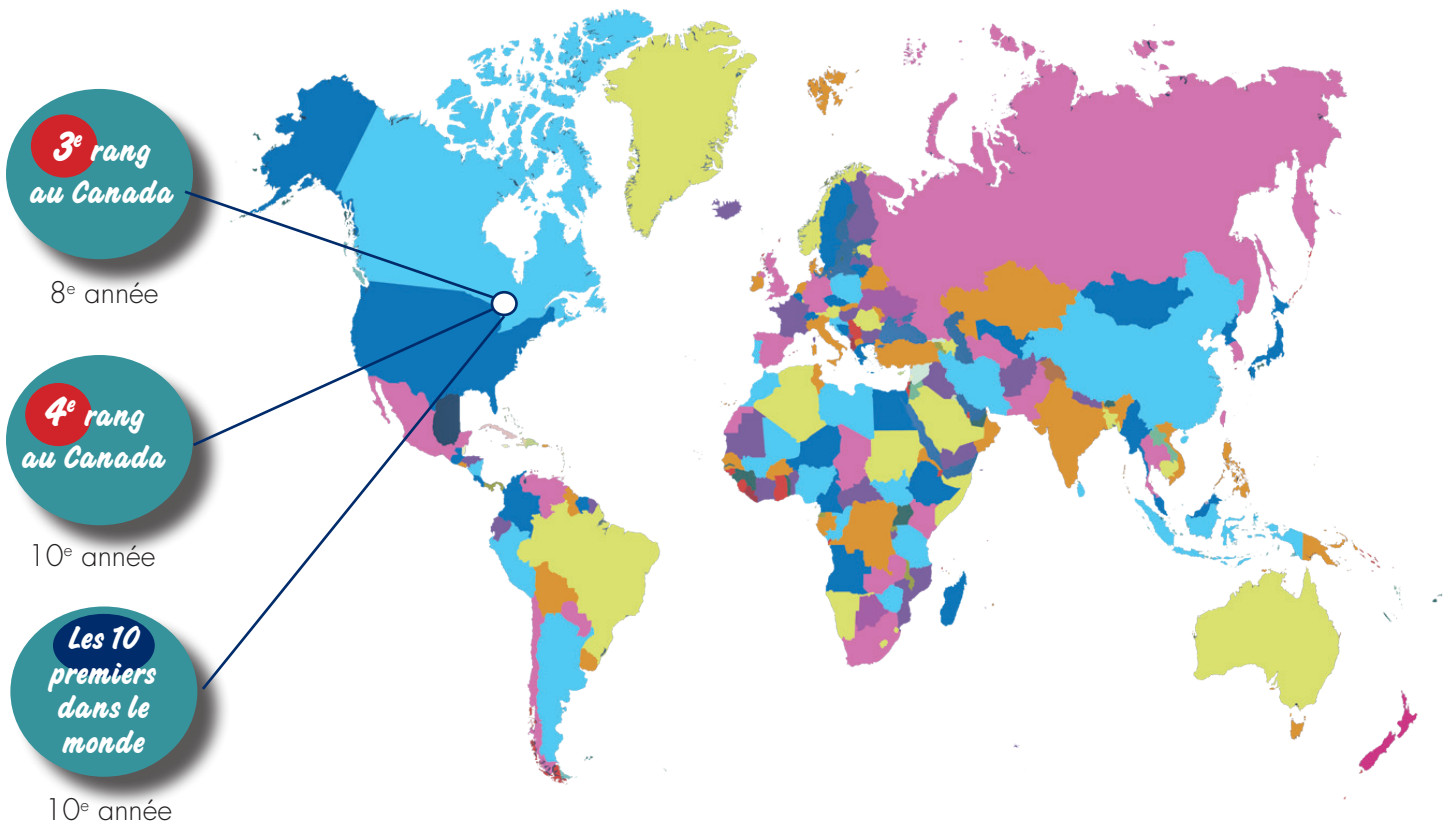 3e rang
au Canada
8e année
4e rang
au Canada
10e année
Les 10
premiers
dans le
monde
10e année